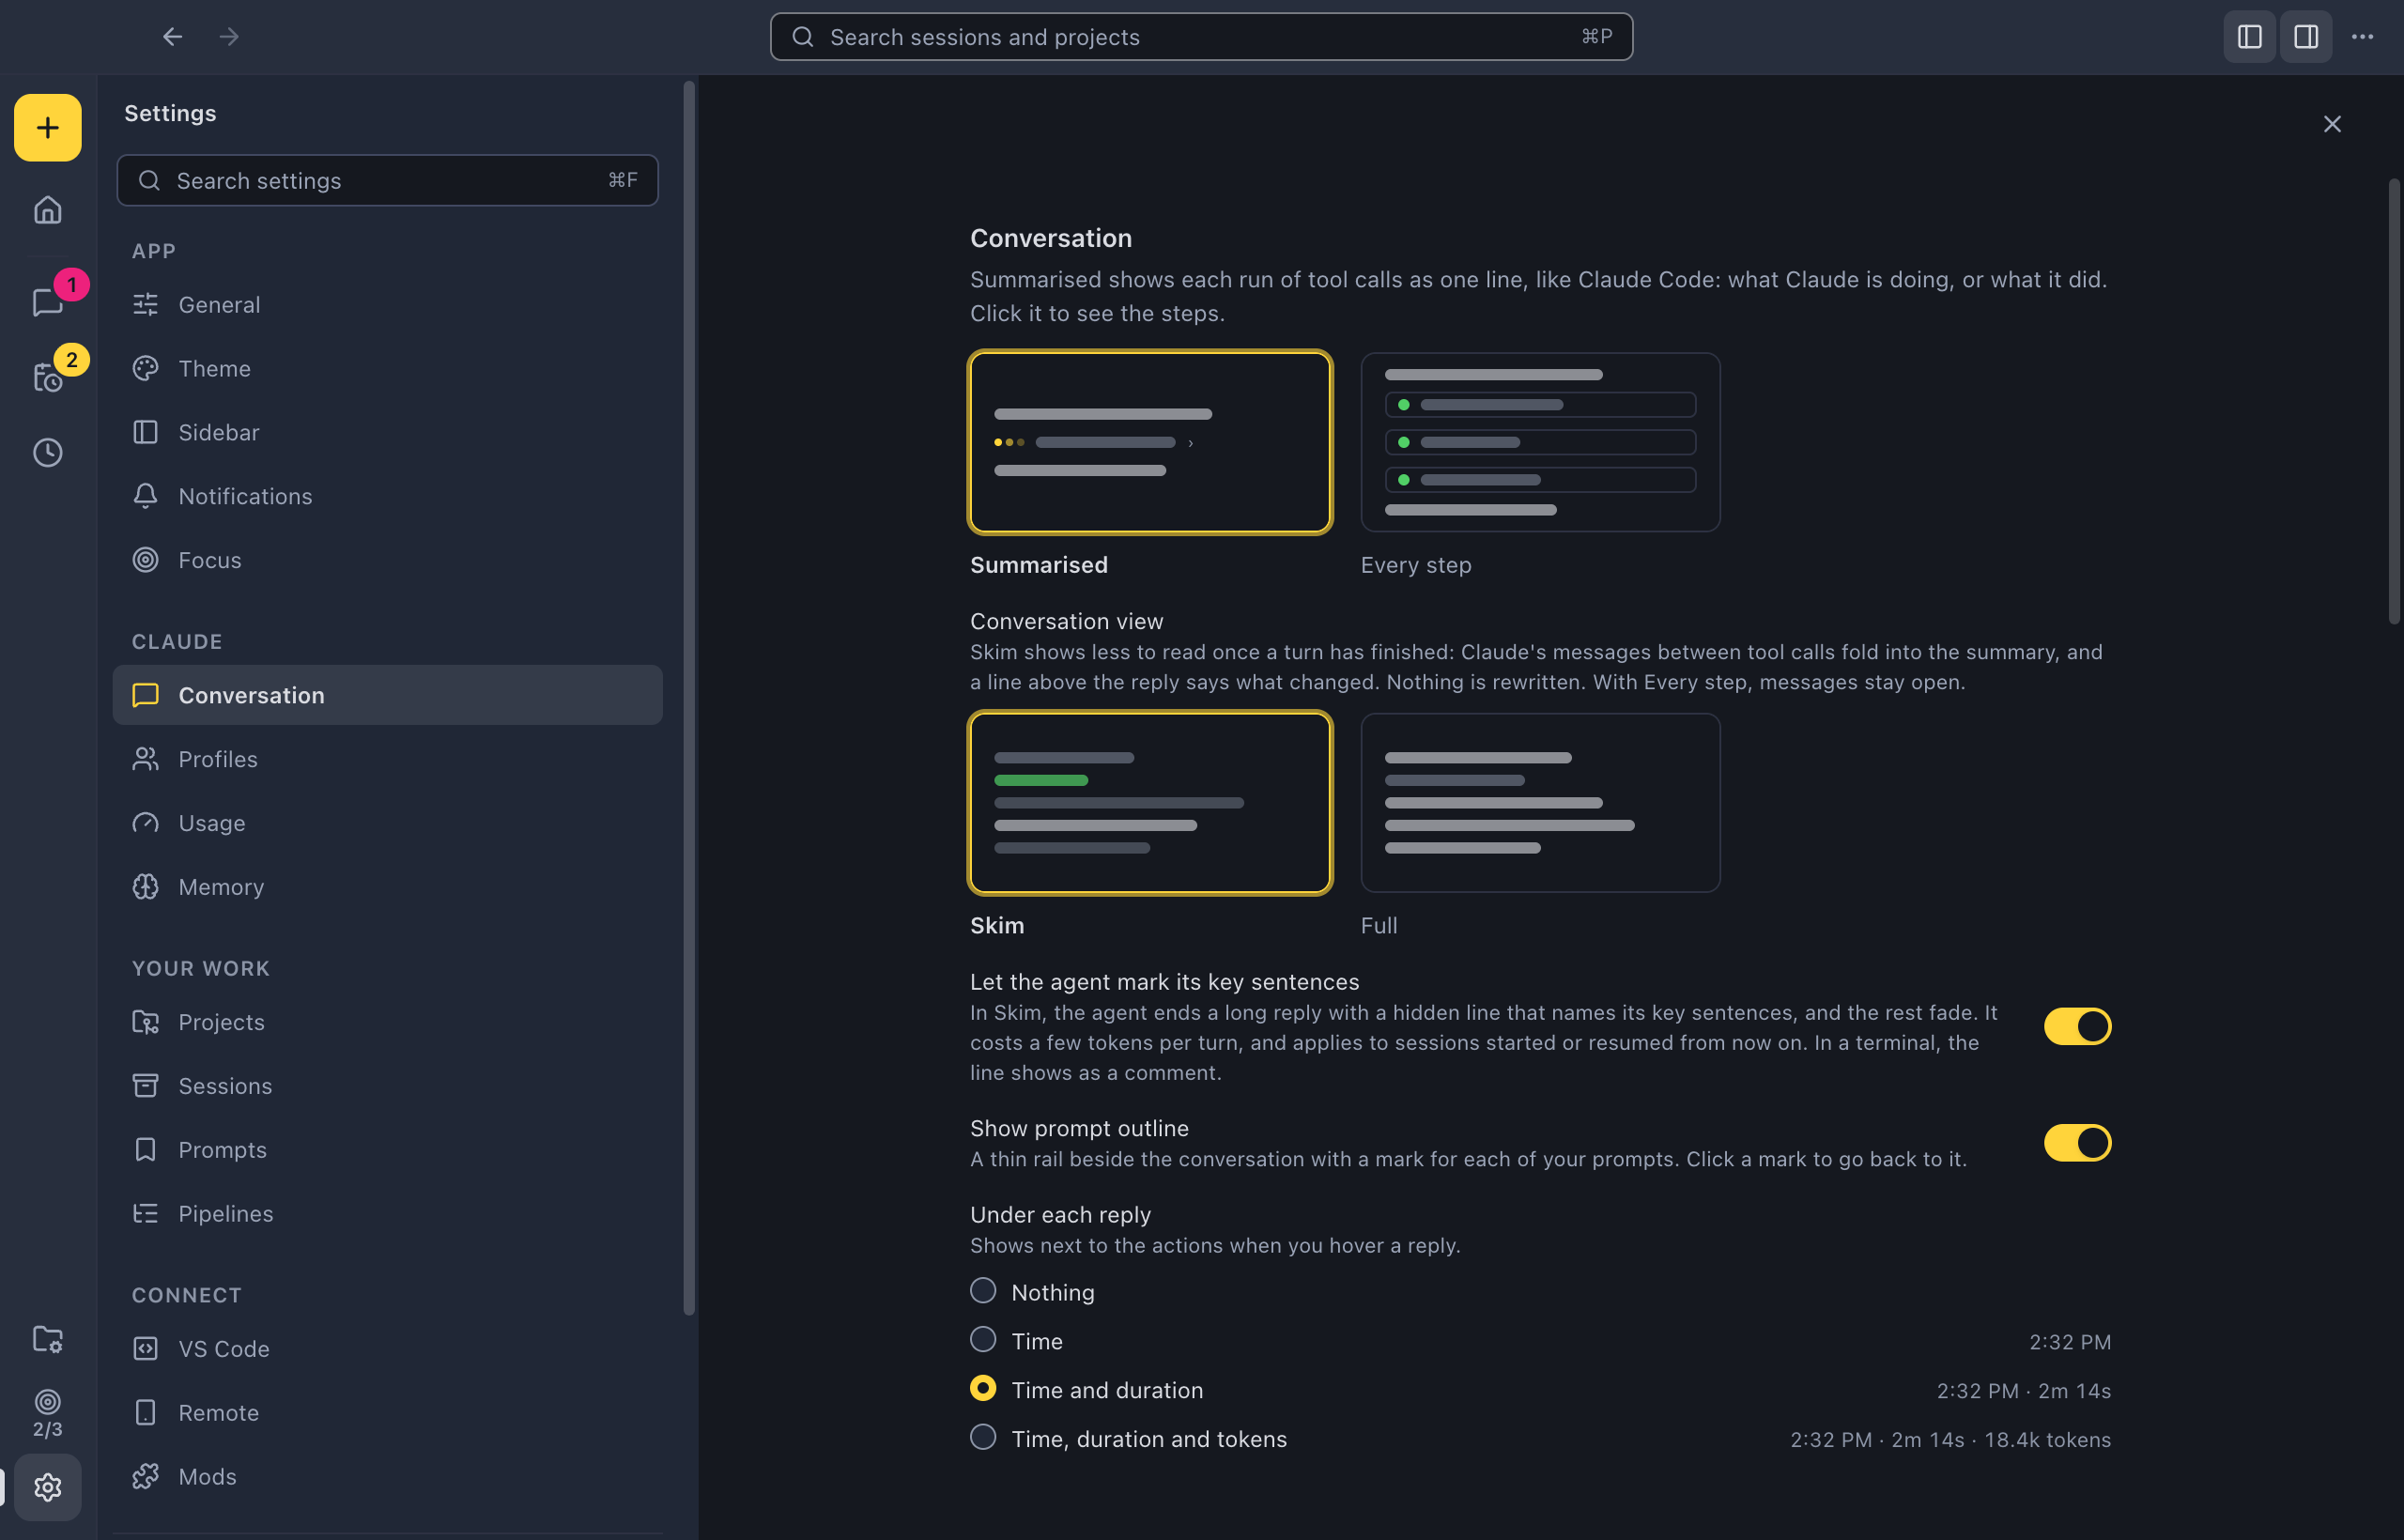 Search sessions and projects ⌘P
Settings
Search settings ⌘F
APP
General
Theme
Sidebar
Notifications
Focus
CLAUDE
Conversation
Profiles
Usage
Memory
YOUR WORK
Projects
Sessions
Prompts
Pipelines
CONNECT
VS Code
Remote
Mods
1
2
2/3
Conversation
Summarised shows each run of tool calls as one line, like Claude Code: what Claude is doing, or what it did.
Click it to see the steps.
Summarised
Every step
Conversation view
Skim shows less to read once a turn has finished: Claude's messages between tool calls fold into the summary, and
a line above the reply says what changed. Nothing is rewritten. With Every step, messages stay open.
Skim
Full
Let the agent mark its key sentences
In Skim, the agent ends a long reply with a hidden line that names its key sentences, and the rest fade. It
costs a few tokens per turn, and applies to sessions started or resumed from now on. In a terminal, the
line shows as a comment.
Show prompt outline
A thin rail beside the conversation with a mark for each of your prompts. Click a mark to go back to it.
Under each reply
Shows next to the actions when you hover a reply.
Nothing
Time 2:32 PM
Time and duration 2:32 PM · 2m 14s
Time, duration and tokens 2:32 PM · 2m 14s · 18.4k tokens